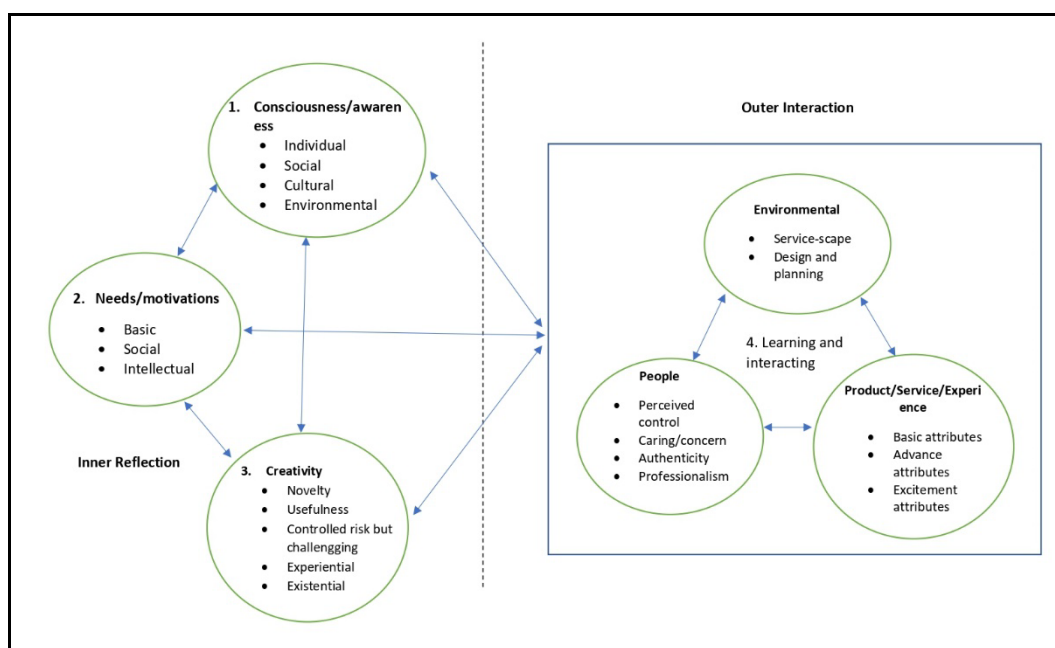 1. Consciousness/awaren
ess
• Individual
• Social
• Cultural
• Environmental
2. Needs/motivations
• Basic
• Social
• Intellectual
Inner Reflection
3. Creativity
• Novelty
• Usefulness
• Controlled risk but
challengging
• Experiential
• Existential
Outer Interaction
Environmental
• Service-scape
• Design and
planning
4. Learning and
interacting
People
• Perceived
control
• Caring/concern
• Authenticity
• Professionalism
Product/Service/Experi
ence
• Basic attributes
• Advance
attributes
• Excitement
attributes